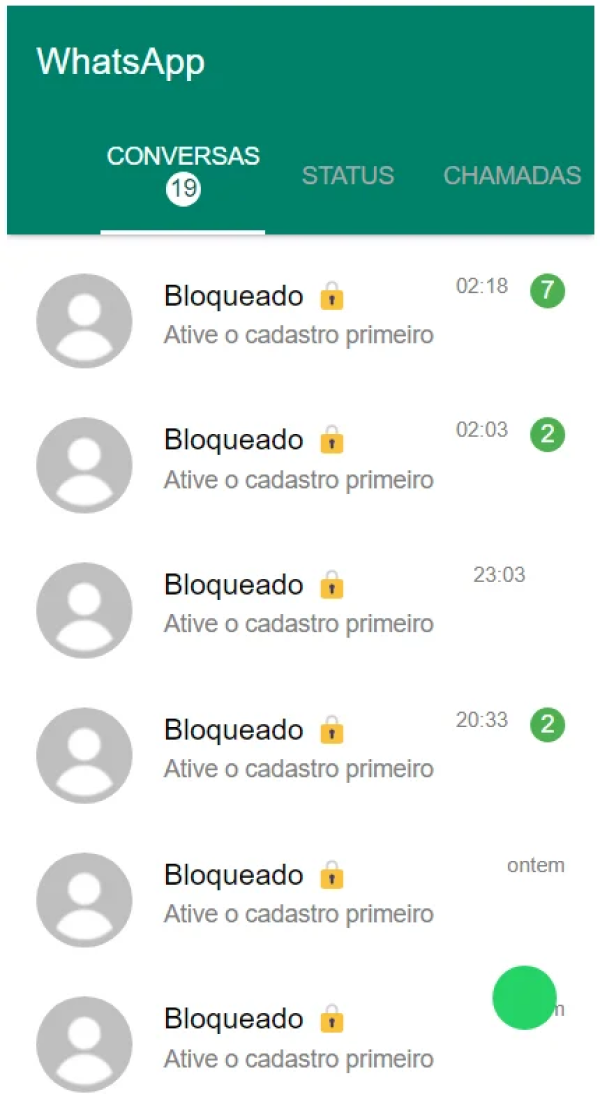 WhatsApp
CONVERSAS
19
STATUS
CHAMADAS
Bloqueado
02:18
7
Ative o cadastro primeiro
Bloqueado
02:03
2
Ative o cadastro primeiro
Bloqueado
23:03
Ative o cadastro primeiro
Bloqueado
20:33
2
Ative o cadastro primeiro
Bloqueado
ontem
Ative o cadastro primeiro
Bloqueado
Ative o cadastro primeiro